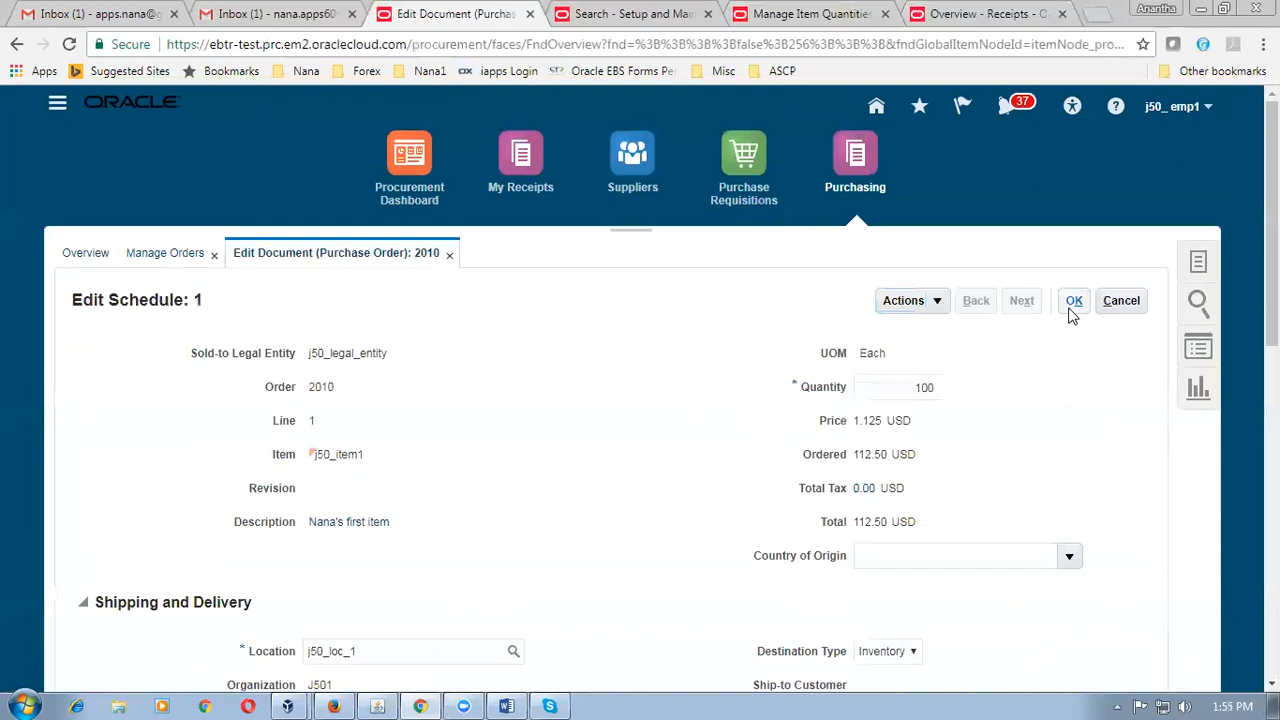 Inbox (1) - appsnana@g
Inbox (1) - nana.apps60
Edit Document (Purchas
Search - Setup and Main
Manage Item Quantities
Overview - Receipts - O
Anantha
Secure
https://ebtr-test.prc.em2.oraclecloud.com/procurement/faces/FndOverview?fnd=%3B%3B%3B%3Bfalse%3B256%3B%3B%3B&fndGlobalItemNodeId=itemNode_pro...
Apps
Suggested Sites
Bookmarks
Nana
Forex
Nana1
iapps Login
Oracle EBS Forms Per
Misc
ASCP
Other bookmarks
ORACLE
37
j50_emp1
Procurement
Dashboard
My Receipts
Suppliers
Purchase
Requisitions
Purchasing
Overview
Manage Orders
Edit Document (Purchase Order): 2010
Edit Schedule: 1
Actions
Back
Next
OK
Cancel
Sold-to Legal Entity j50_legal_entity
UOM Each
Order 2010
* Quantity 100
Line 1
Price 1.125 USD
Item j50_item1
Ordered 112.50 USD
Revision
Total Tax 0.00 USD
Description Nana's first item
Total 112.50 USD
Country of Origin
Shipping and Delivery
* Location j50_loc_1
Destination Type Inventory
Organization J501
Ship-to Customer
1:55 PM